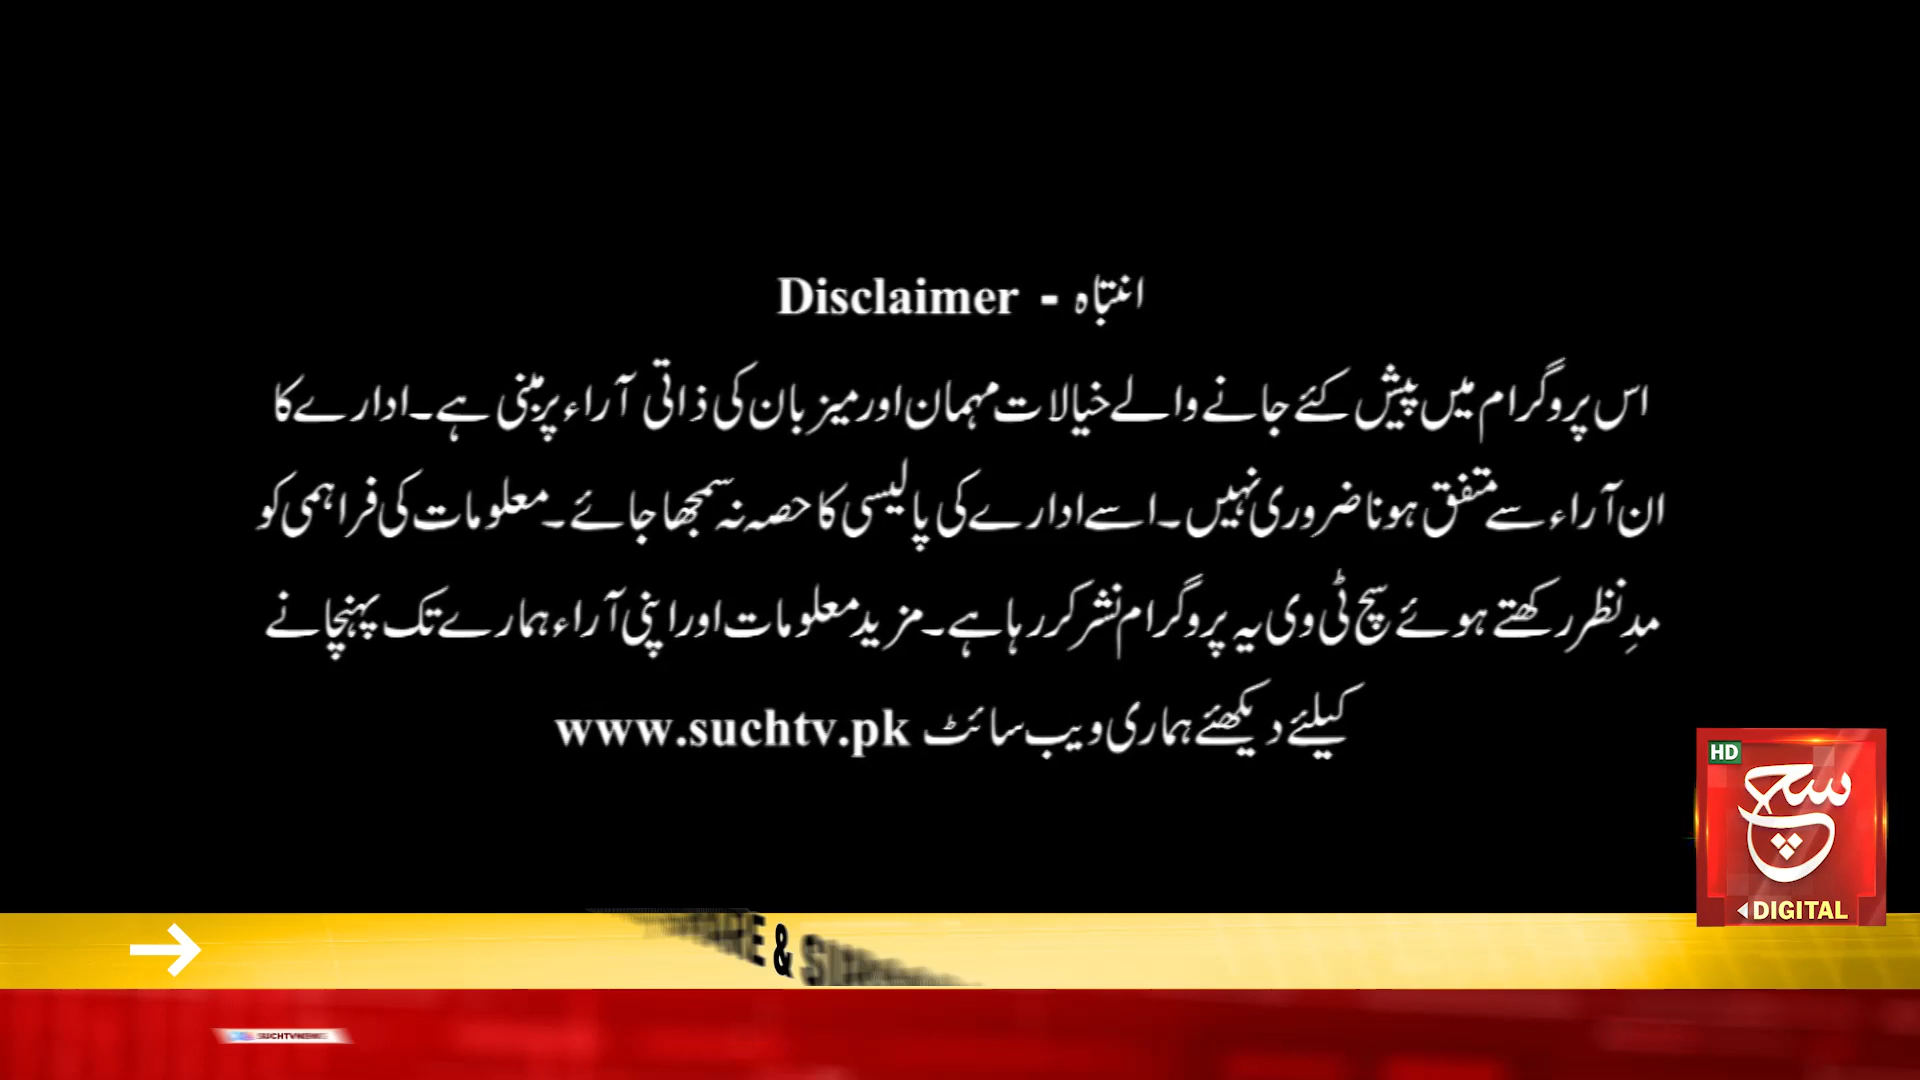 انتباہ - Disclaimer
اس پروگرام میں پیش کئے جانے والے خیالات مہمان اور میزبان کی ذاتی آراء پر مبنی ہے۔ ادارے کا
ان آراء سے متفق ہونا ضروری نہیں۔ اسے ادارے کی پالیسی کا حصہ نہ سمجھا جائے۔ معلومات کی فراہمی کو
مدِنظر رکھتے ہوئے سچ ٹی وی یہ پروگرام نشر کر رہا ہے۔ مزید معلومات اور اپنی آراء ہمارے تک پہنچانے
کیلئے دیکھئے ہماری ویب سائٹ www.suchtv.pk
HD
سچ
DIGITAL
&
SUCHTVNEWS